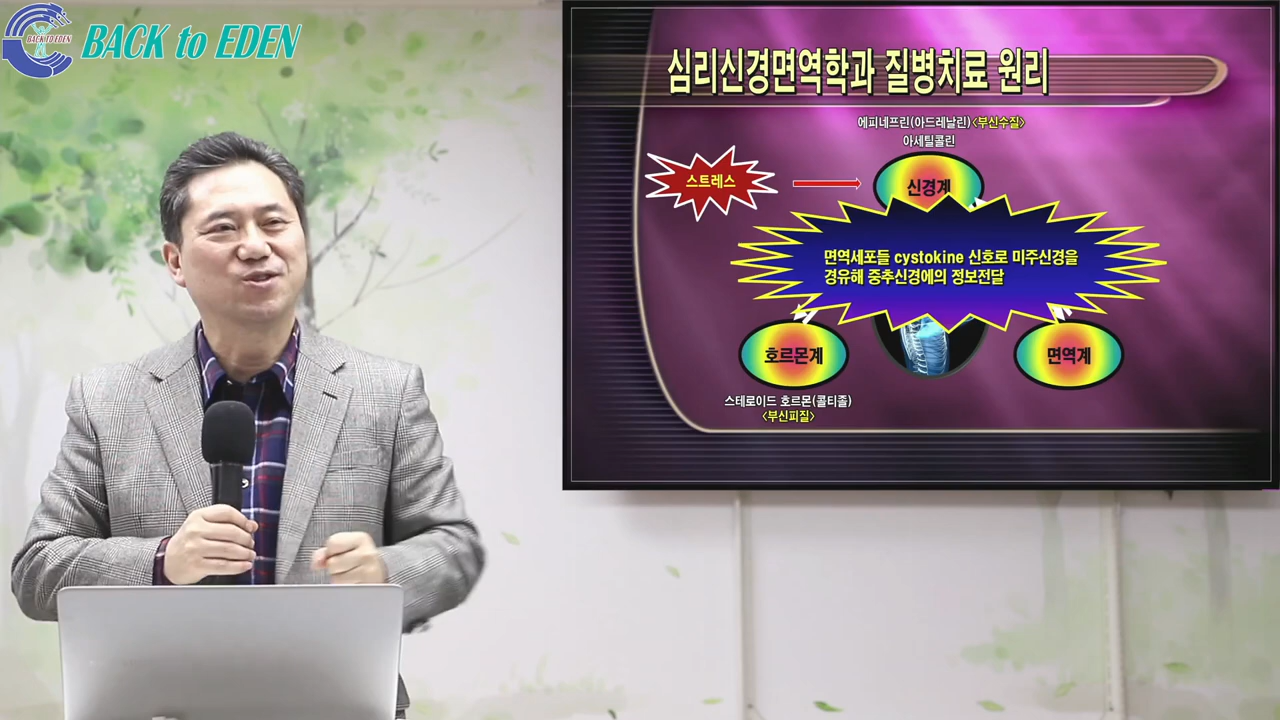 BACK TO EDEN
BACK to EDEN
심리신경면역학과 질병치료 원리
에피네프린(아드레날린)<부신수질>
아세틸콜린
스트레스
신경계
면역세포들 cystokine 신호로 미주신경을
경유해 중추신경에의 정보전달
호르몬계
면역계
스테로이드 호르몬(콜티졸)
<부신피질>